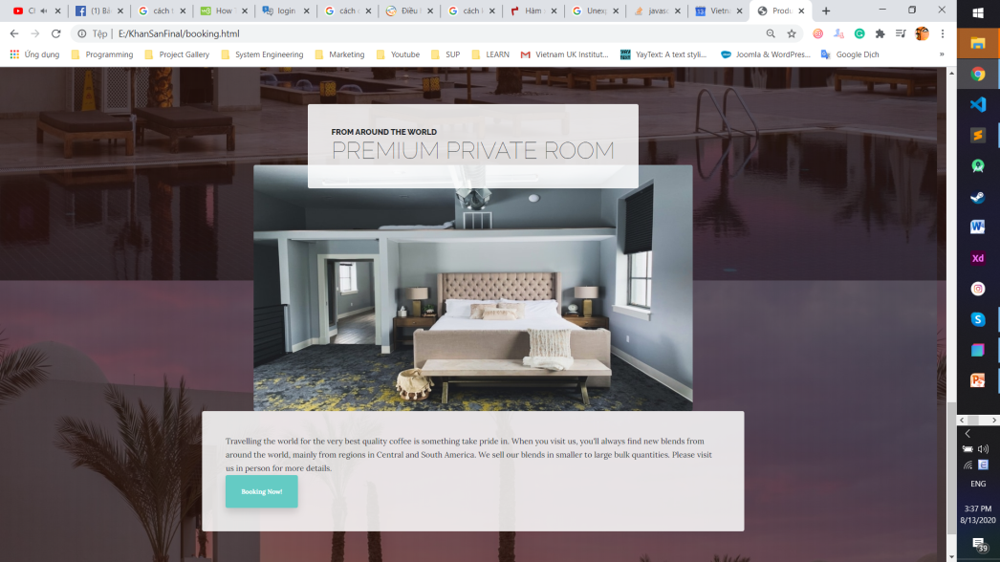 Cl
(1) Bả
cách t
How T
login
cách c
Điều l
cách l
Hàm
Unexp
javasc
Vietna
Produ
Tệp
E:/KhanSanFinal/booking.html
Ứng dụng
Programming
Project Gallery
System Engineering
Marketing
Youtube
SUP
LEARN
Vietnam UK Institut...
YayText: A text styli...
Joomla & WordPres...
Google Dịch
»
FROM AROUND THE WORLD
PREMIUM PRIVATE ROOM
Travelling the world for the very best quality coffee is something take pride in. When you visit us, you'll always find new blends from
around the world, mainly from regions in Central and South America. We sell our blends in smaller to large bulk quantities. Please visit
us in person for more details.
Booking Now!
Xd
ENG
3:37 PM
8/13/2020
39